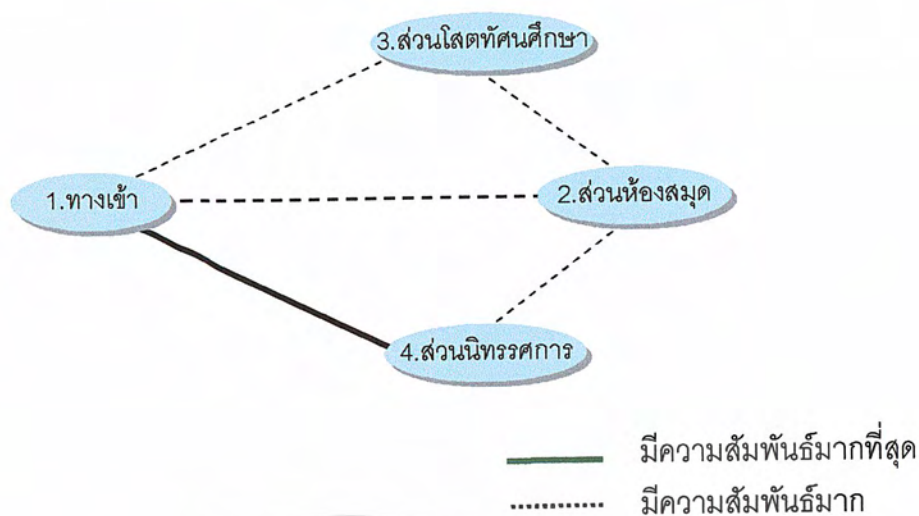 3.ส่วนโสตทัศนศึกษา
1.ทางเข้า
2.ส่วนห้องสมุด
4.ส่วนนิทรรศการ
มีความสัมพันธ์มากที่สุด
มีความสัมพันธ์มาก